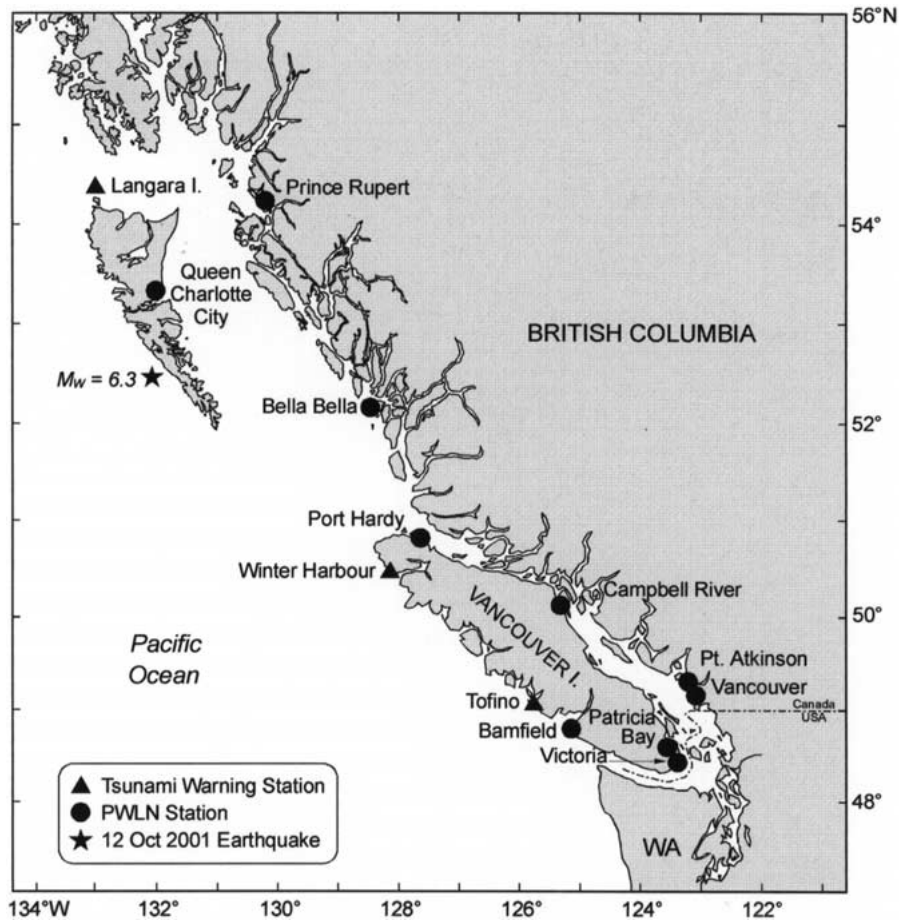 56°N
Langara I.
Prince Rupert
54°
Queen
Charlotte
City
BRITISH COLUMBIA
Mw = 6.3
Bella Bella
52°
Port Hardy
Winter Harbour
Campbell River
VANCOUVER I.
50°
Pacific
Ocean
Pt. Atkinson
Vancouver
Tofino
Canada
USA
Bamfield
Patricia
Bay
Victoria
48°
Tsunami Warning Station
PWLN Station
12 Oct 2001 Earthquake
WA
134°W
132°
130°
128°
126°
124°
122°